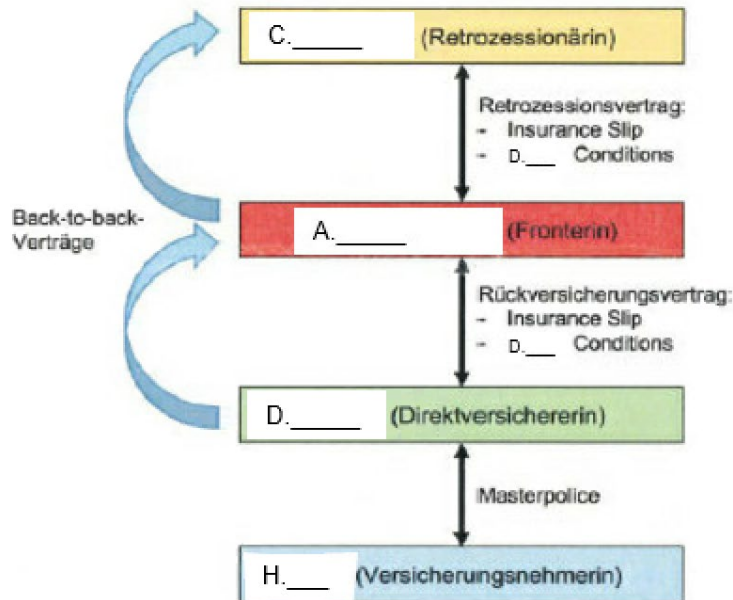 C.______ (Retrozessionärin)
Retrozessionsvertrag:
- Insurance Slip
- D.___ Conditions
Back-to-back-
Verträge
A.______ (Fronterin)
Rückversicherungsvertrag:
- Insurance Slip
- D.___ Conditions
D.______ (Direktversichererin)
Masterpolice
H.____ (Versicherungsnehmerin)